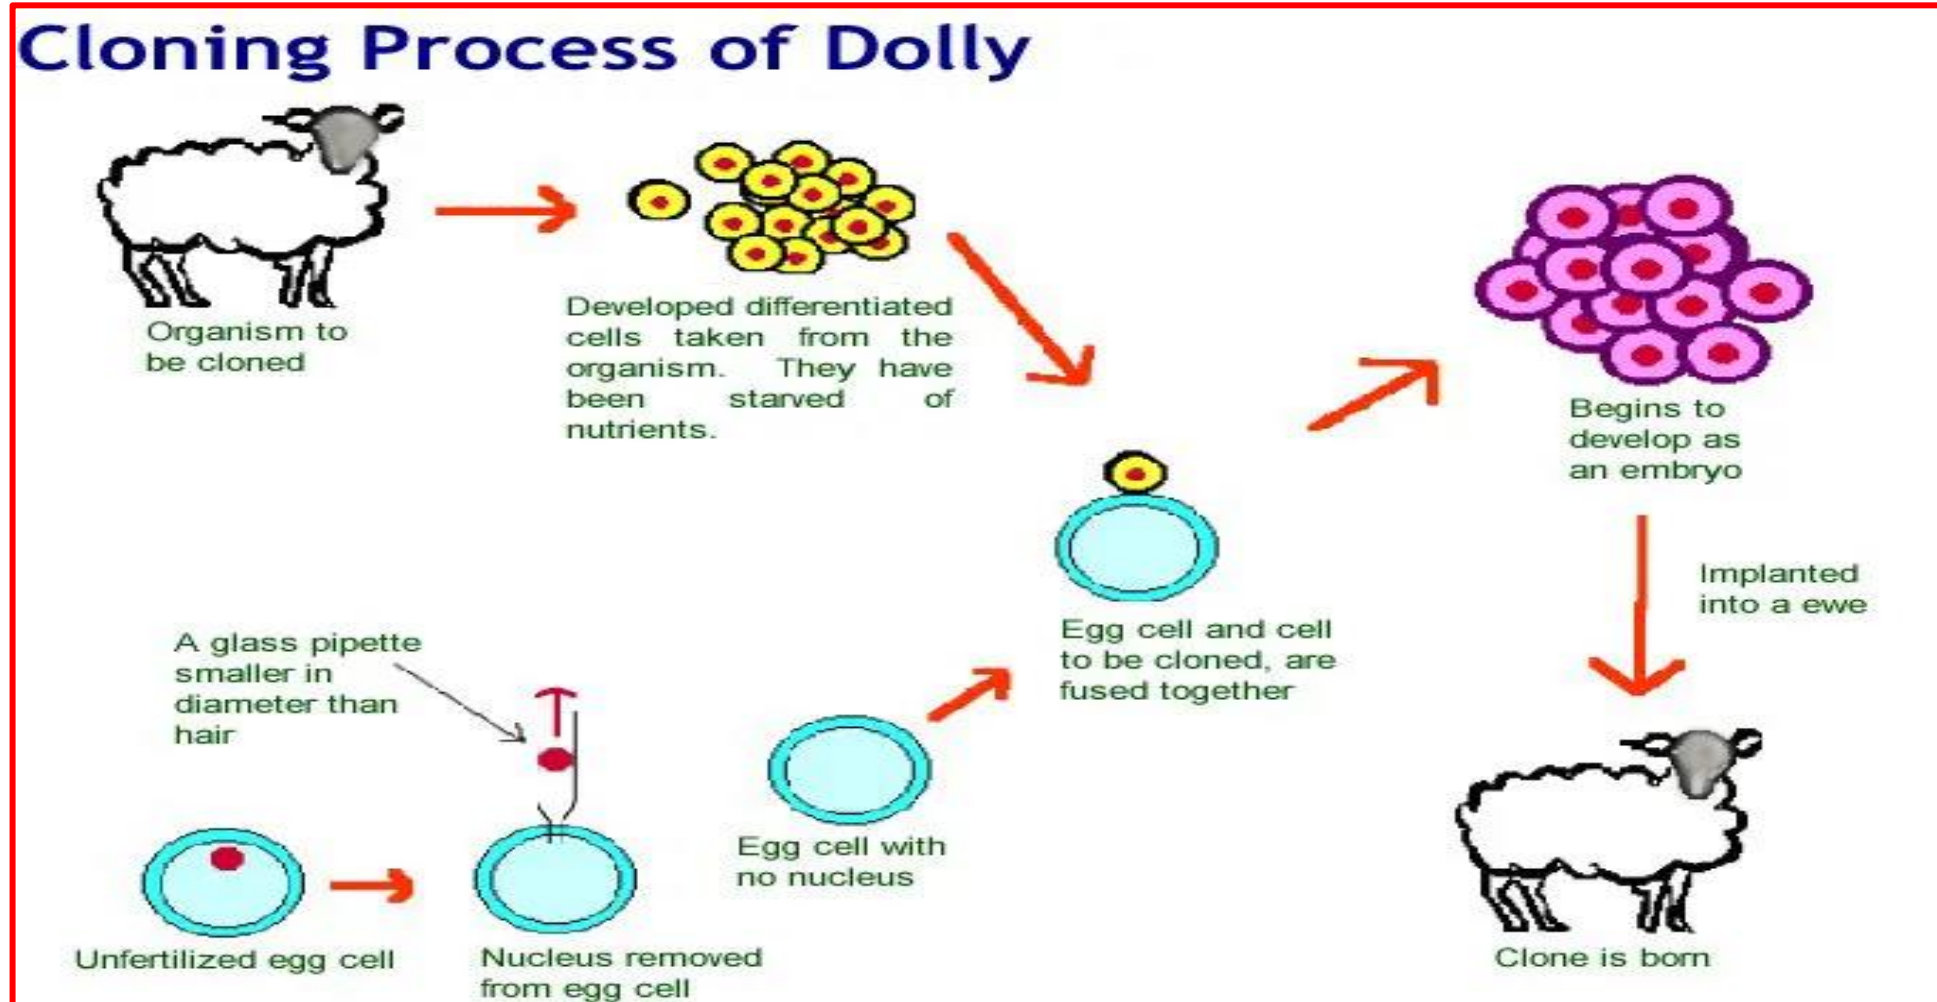 Cloning Process of Dolly
Organism to
be cloned
Developed differentiated
cells taken from the
organism. They have
been starved of
nutrients.
Begins to
develop as
an embryo
Implanted
into a ewe
Egg cell and cell
to be cloned, are
fused together
A glass pipette
smaller in
diameter than
hair
Egg cell with
no nucleus
Unfertilized egg cell
Nucleus removed
from egg cell
Clone is born